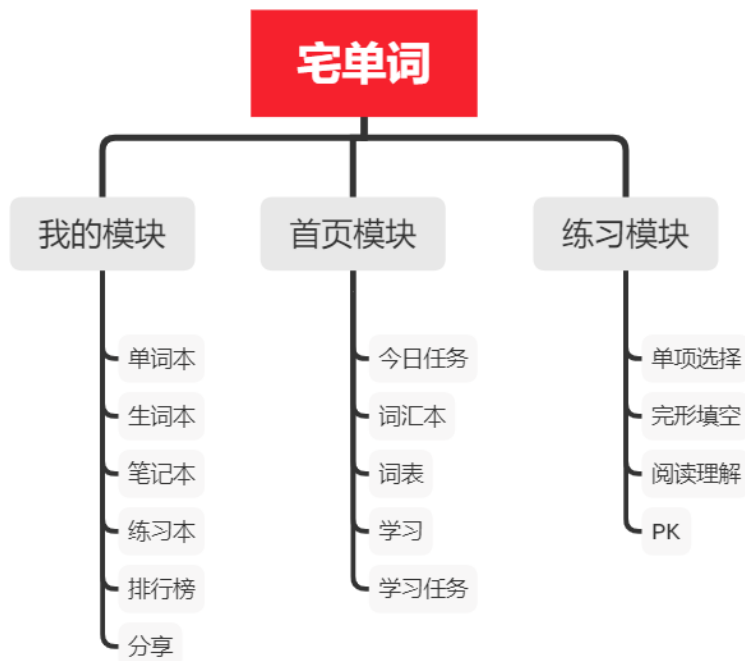 宅单词
我的模块
首页模块
练习模块
单词本
生词本
笔记本
练习本
排行榜
分享
今日任务
词汇本
词表
学习
学习任务
单项选择
完形填空
阅读理解
PK